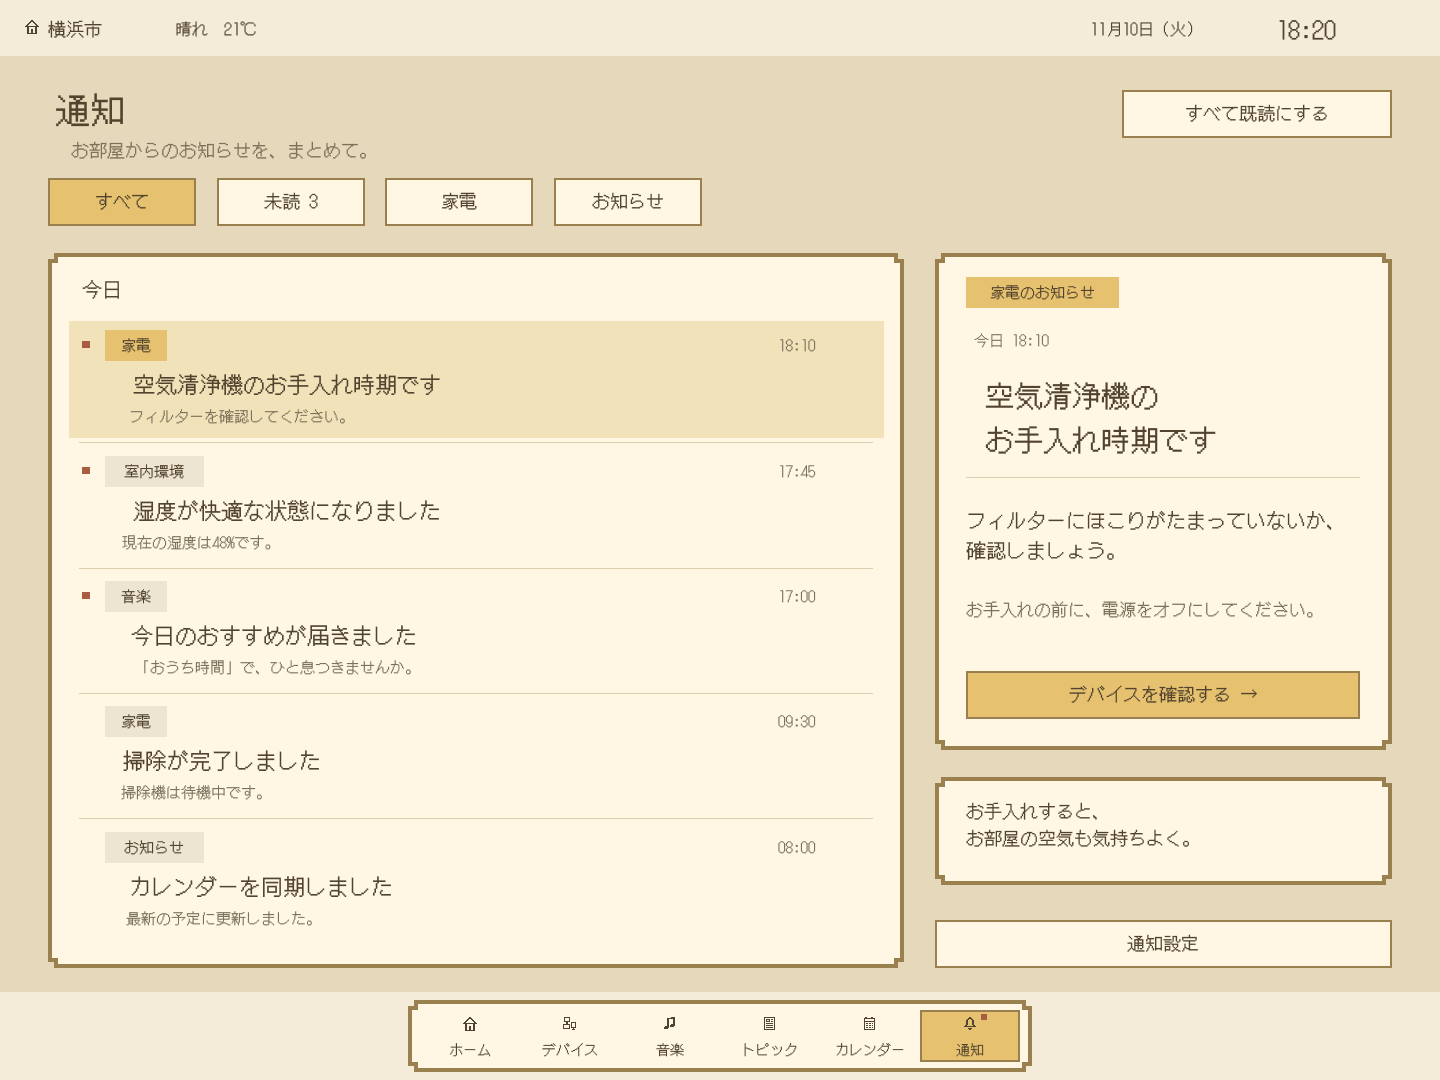 横浜市
晴れ 21℃
11月10日（火）
18:20
通知
お部屋からのお知らせを、まとめて。
すべて既読にする
すべて
未読 3
家電
お知らせ
今日
家電
18:10
空気清浄機のお手入れ時期です
フィルターを確認してください。
室内環境
17:45
湿度が快適な状態になりました
現在の湿度は48%です。
音楽
17:00
今日のおすすめが届きました
「おうち時間」で、ひと息つきませんか。
家電
09:30
掃除が完了しました
掃除機は待機中です。
お知らせ
08:00
カレンダーを同期しました
最新の予定に更新しました。
家電のお知らせ
今日 18:10
空気清浄機の
お手入れ時期です
フィルターにほこりがたまっていないか、
確認しましょう。
お手入れの前に、電源をオフにしてください。
デバイスを確認する →
お手入れすると、
お部屋の空気も気持ちよく。
通知設定
ホーム
デバイス
音楽
トピック
カレンダー
通知